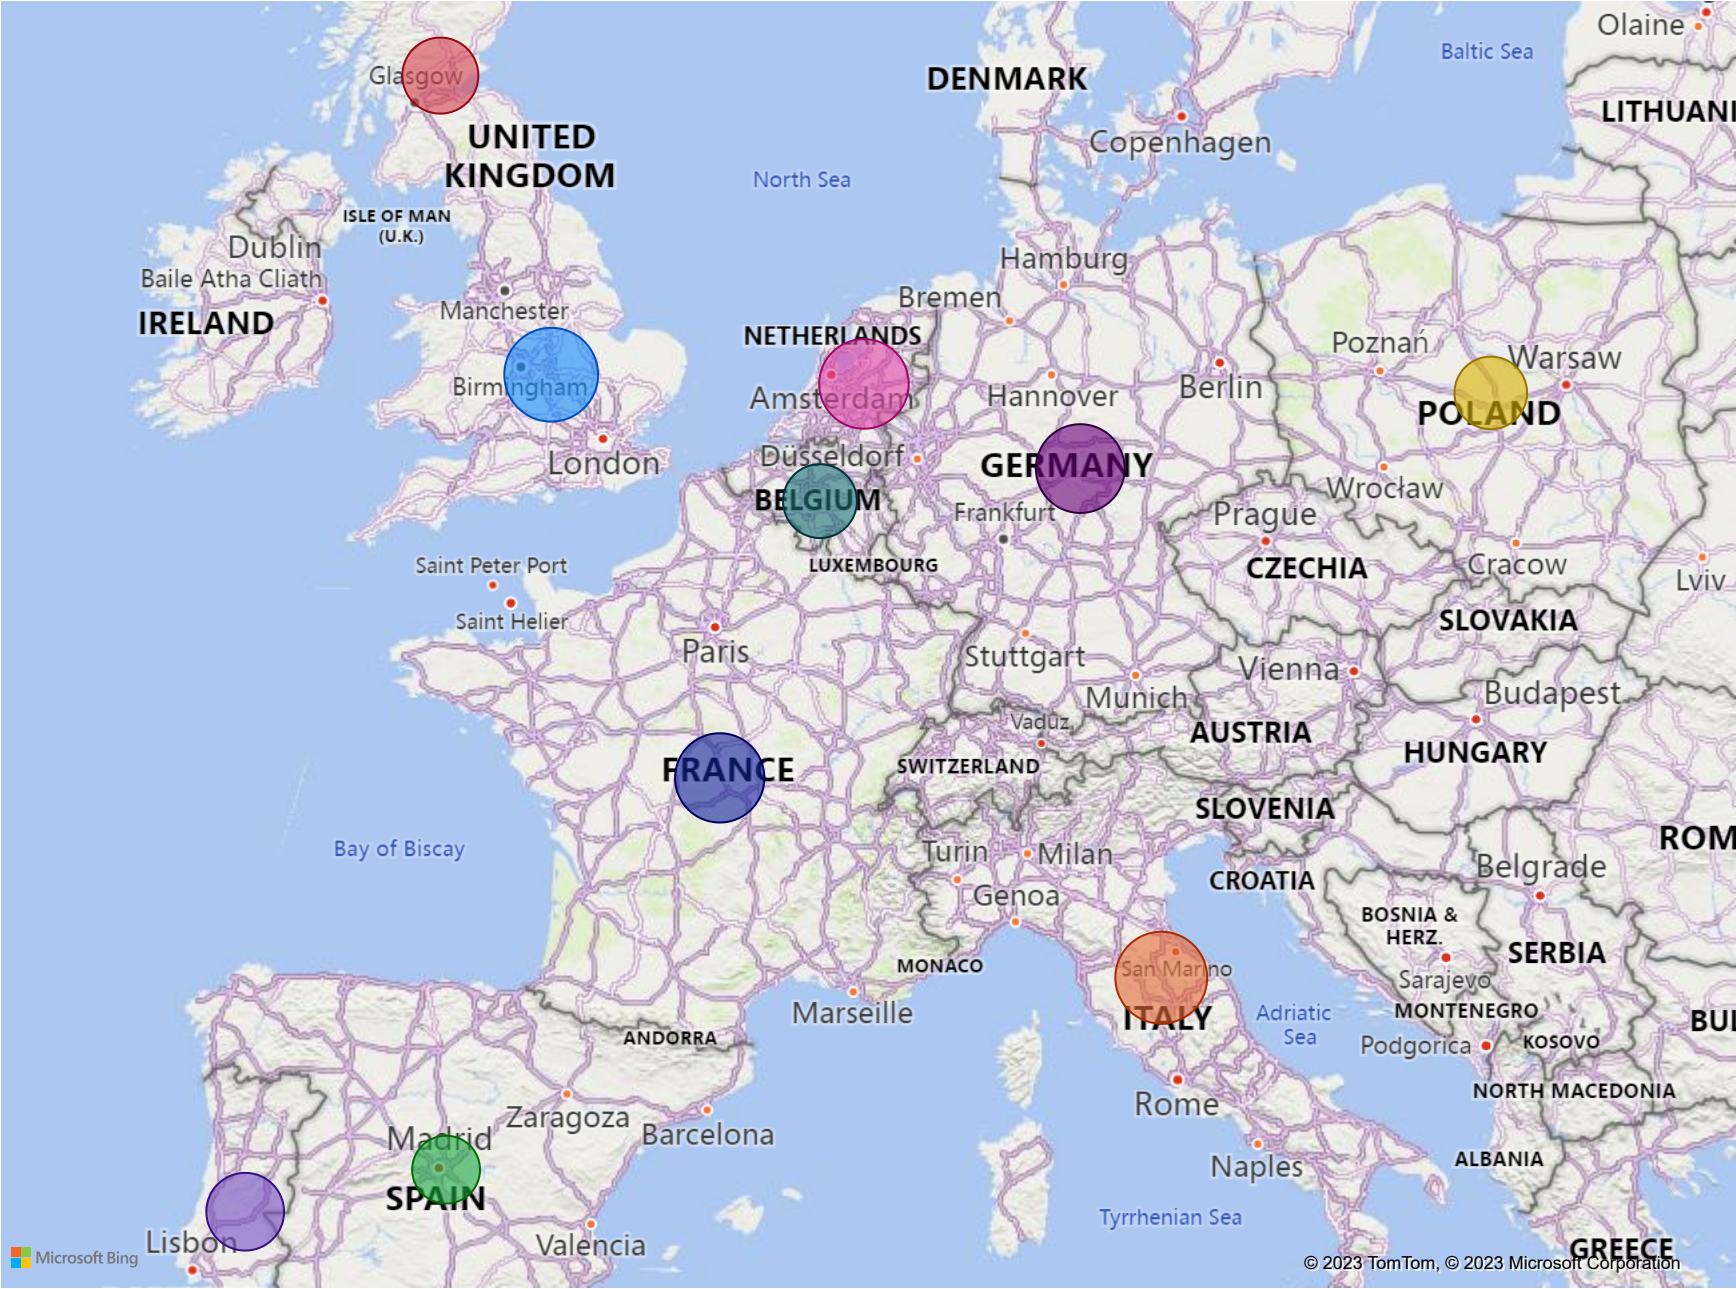 Olaine
Baltic Sea
Glasgow
DENMARK
LITHUANI
UNITED
KINGDOM
Copenhagen
North Sea
ISLE OF MAN
(U.K.)
Dublin
Baile Atha Cliath
Hamburg
Bremen
Manchester
IRELAND
NETHERLANDS
Poznań
Warsaw
Birmingham
Amsterdam
Hannover
Berlin
POLAND
London
Düsseldorf
GERMANY
Wrocław
BELGIUM
Frankfurt
Prague
Saint Peter Port
LUXEMBOURG
CZECHIA
Cracow
Lviv
Saint Helier
SLOVAKIA
Paris
Stuttgart
Vienna
Munich
Budapest
Vaduz
AUSTRIA
HUNGARY
FRANCE
SWITZERLAND
SLOVENIA
ROM
Bay of Biscay
Turin
Milan
Belgrade
CROATIA
Genoa
BOSNIA &
HERZ.
SERBIA
MONACO
San Marino
Sarajevo
Marseille
ITALY
Adriatic
Sea
MONTENEGRO
BUL
ANDORRA
Podgorica
KOSOVO
NORTH MACEDONIA
Rome
Zaragoza
Madrid
Barcelona
Naples
ALBANIA
SPAIN
Tyrrhenian Sea
Lisbon
Valencia
GREECE
Microsoft Bing
© 2023 TomTom, © 2023 Microsoft Corporation